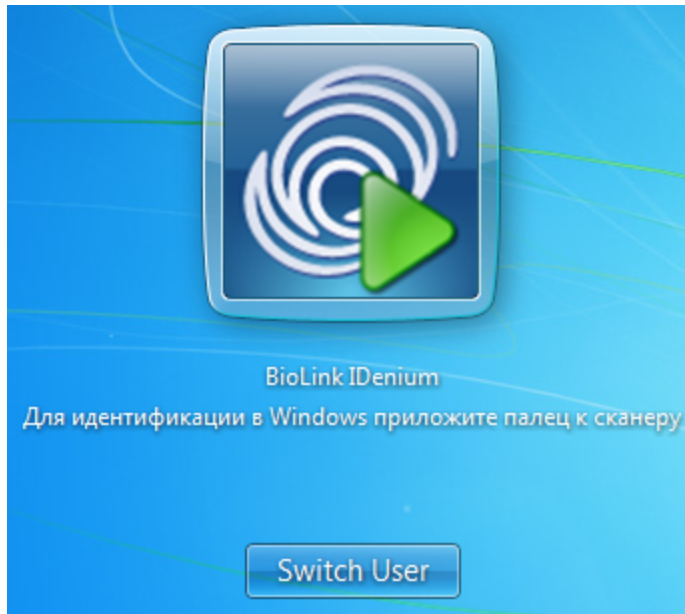 BioLink IDenium
Для идентификации в Windows приложите палец к сканеру
Switch User